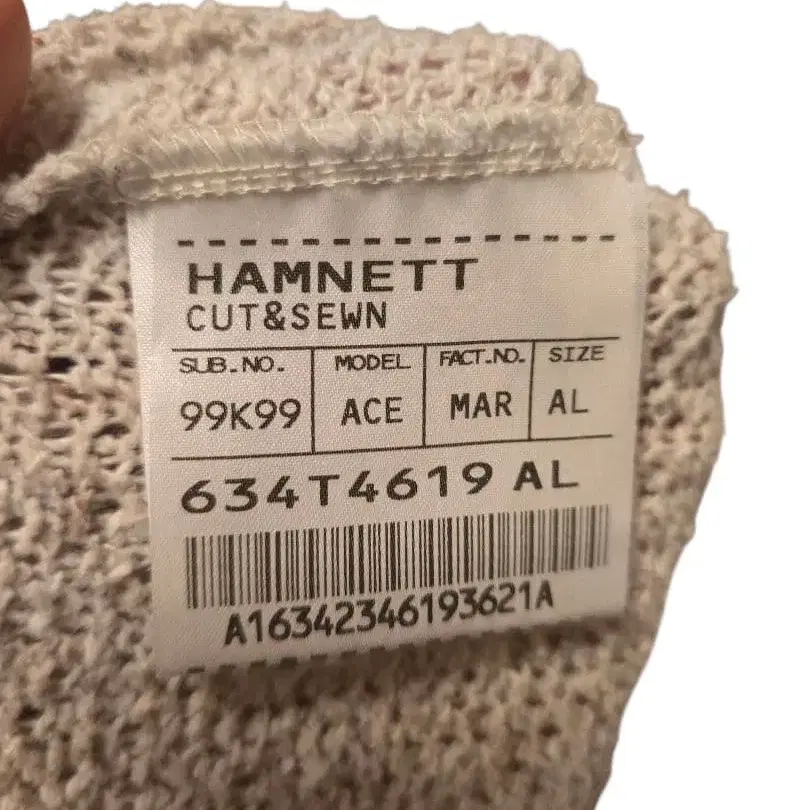 HAMNETT
CUT&SEWN
SUB.NO. MODEL FACT.NO. SIZE
99K99 ACE MAR AL
634T4619 AL
A16342346193621A